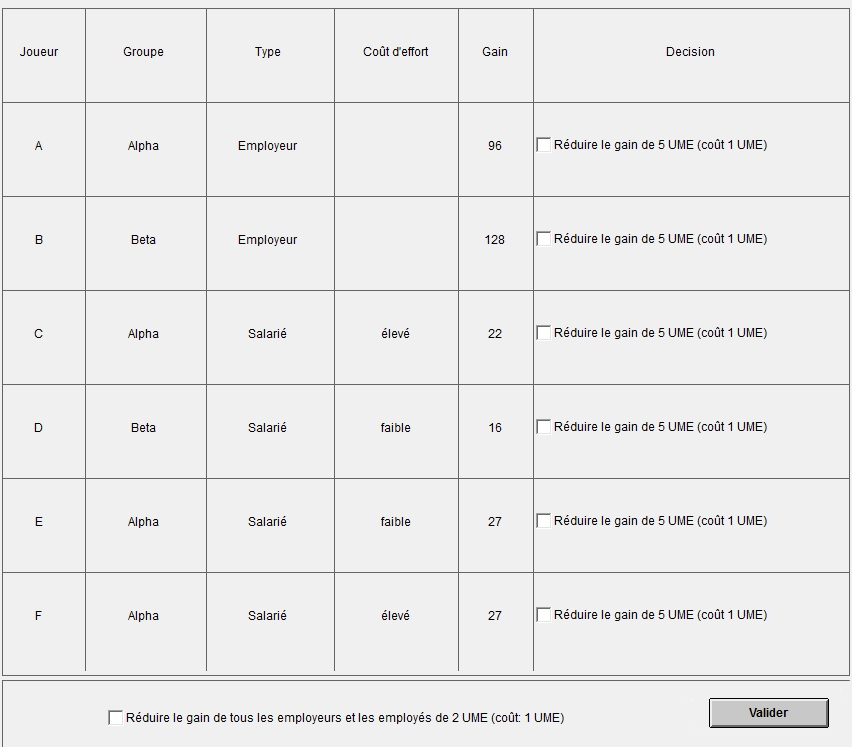 Joueur Groupe Type Coût d'effort Gain Decision
A Alpha Employeur 96 Réduire le gain de 5 UME (coût 1 UME)
B Beta Employeur 128 Réduire le gain de 5 UME (coût 1 UME)
C Alpha Salarié élevé 22 Réduire le gain de 5 UME (coût 1 UME)
D Beta Salarié faible 16 Réduire le gain de 5 UME (coût 1 UME)
E Alpha Salarié faible 27 Réduire le gain de 5 UME (coût 1 UME)
F Alpha Salarié élevé 27 Réduire le gain de 5 UME (coût 1 UME)
Réduire le gain de tous les employeurs et les employés de 2 UME (coût: 1 UME) Valider